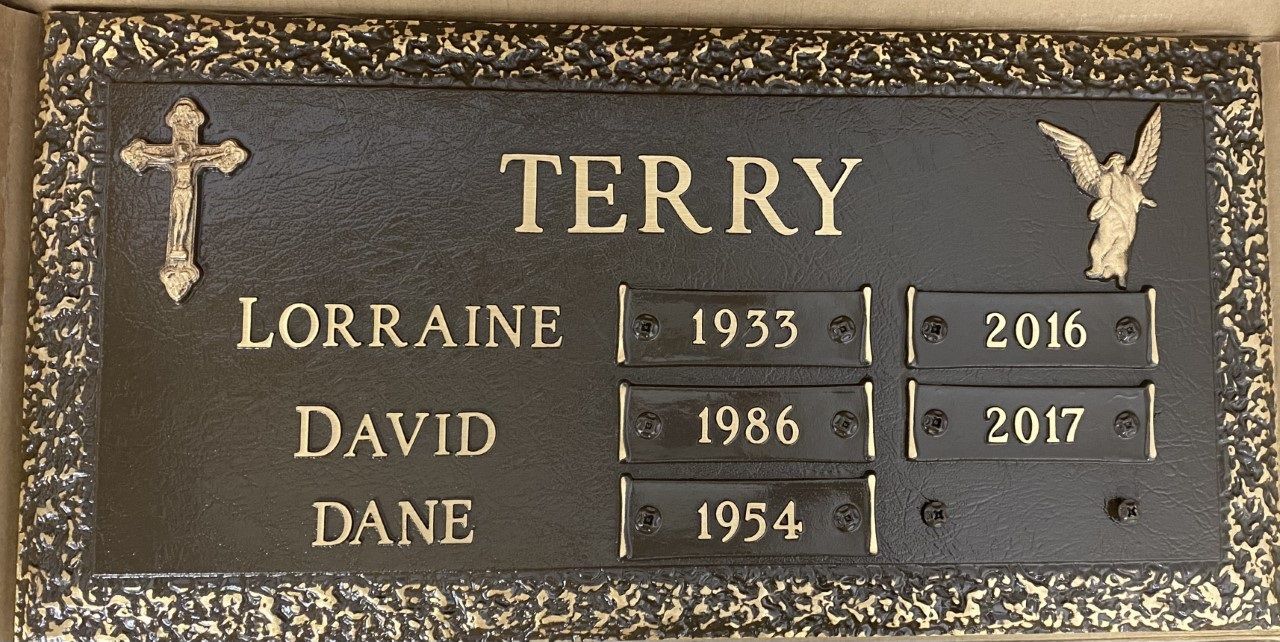 TERRY
LORRAINE 1933 2016
DAVID 1986 2017
DANE 1954